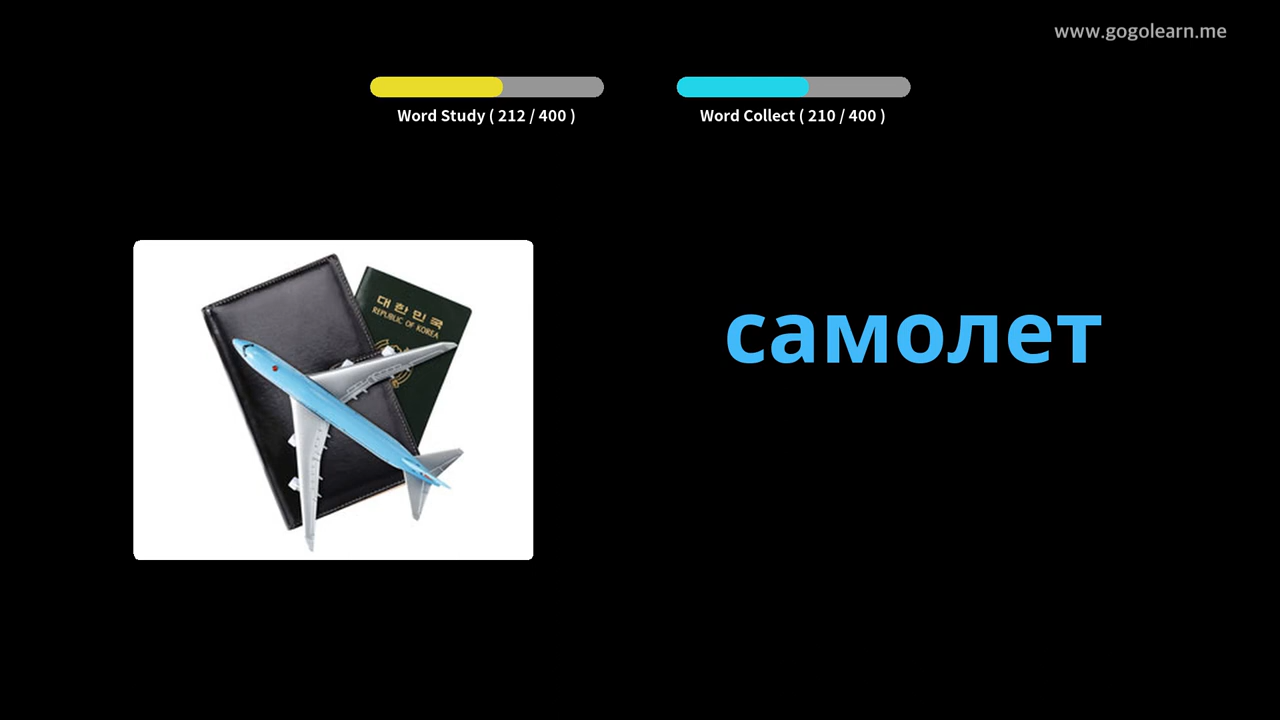 www.gogolearn.me
Word Study ( 212 / 400 )
Word Collect ( 210 / 400 )
대한민국
REPUBLIC OF KOREA
самолет